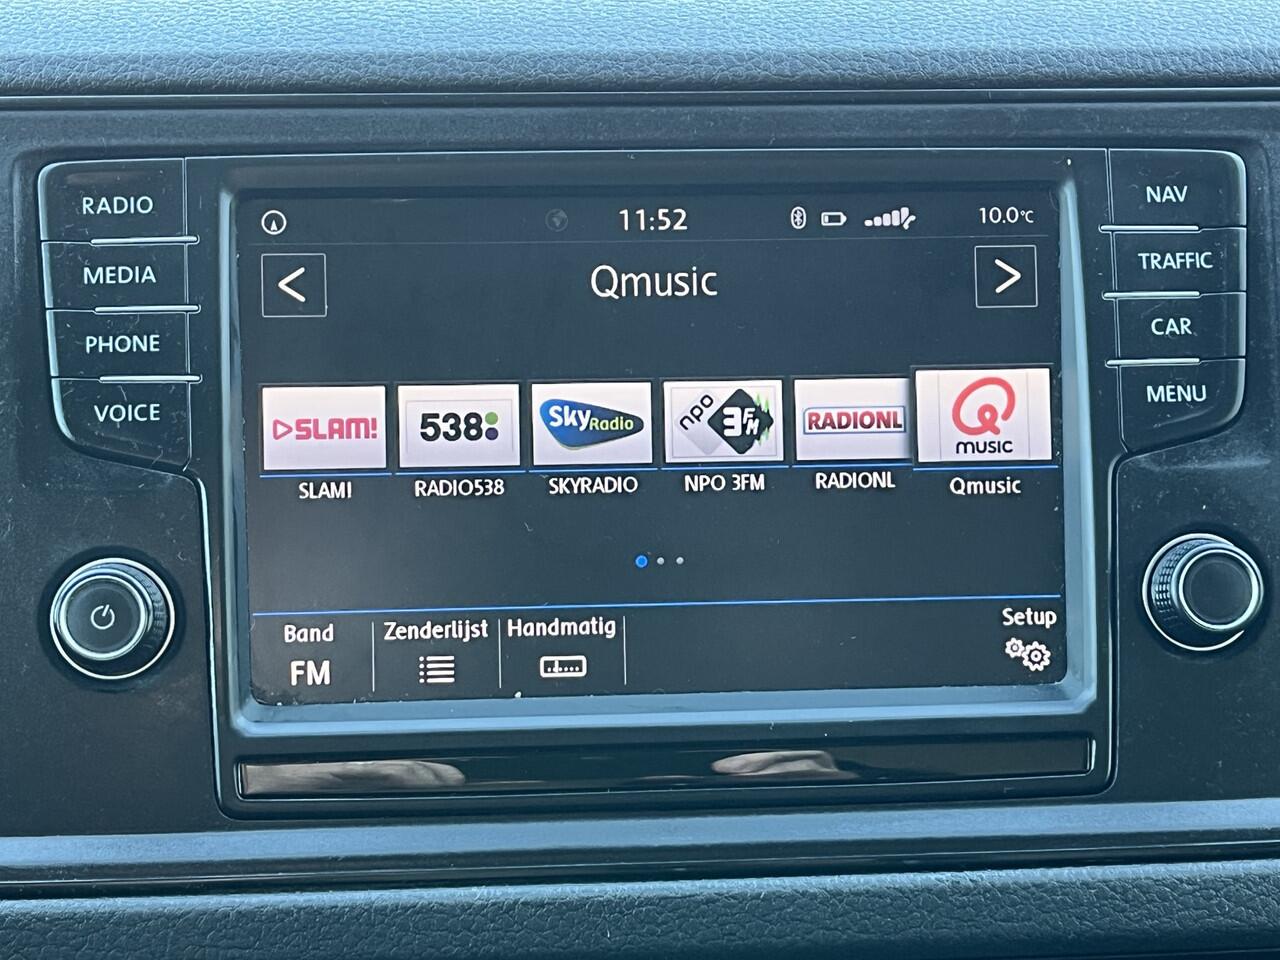 RADIO
MEDIA
PHONE
VOICE
NAV
TRAFFIC
CAR
MENU
11:52
10.0°C
<
Qmusic
>
SLAM!
538
Sky Radio
npo 3FM
RADIONL
Q MUSIC
SLAM!
RADIO538
SKYRADIO
NPO 3FM
RADIONL
Qmusic
Band
FM
Zenderlijst
Handmatig
Setup